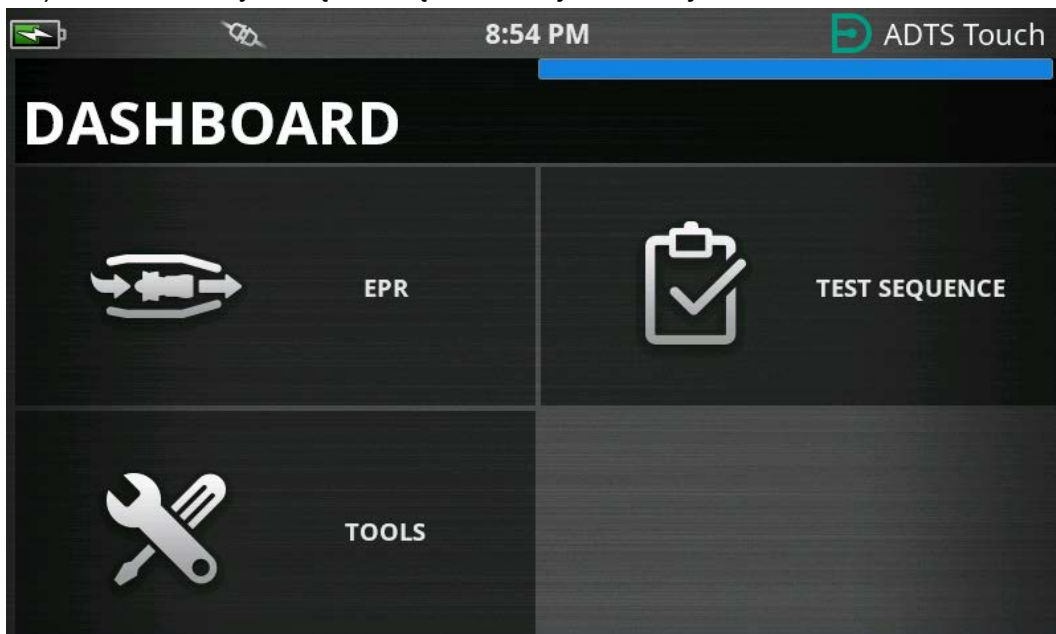 8:54 PM
ADTS Touch
DASHBOARD
EPR
TEST SEQUENCE
TOOLS